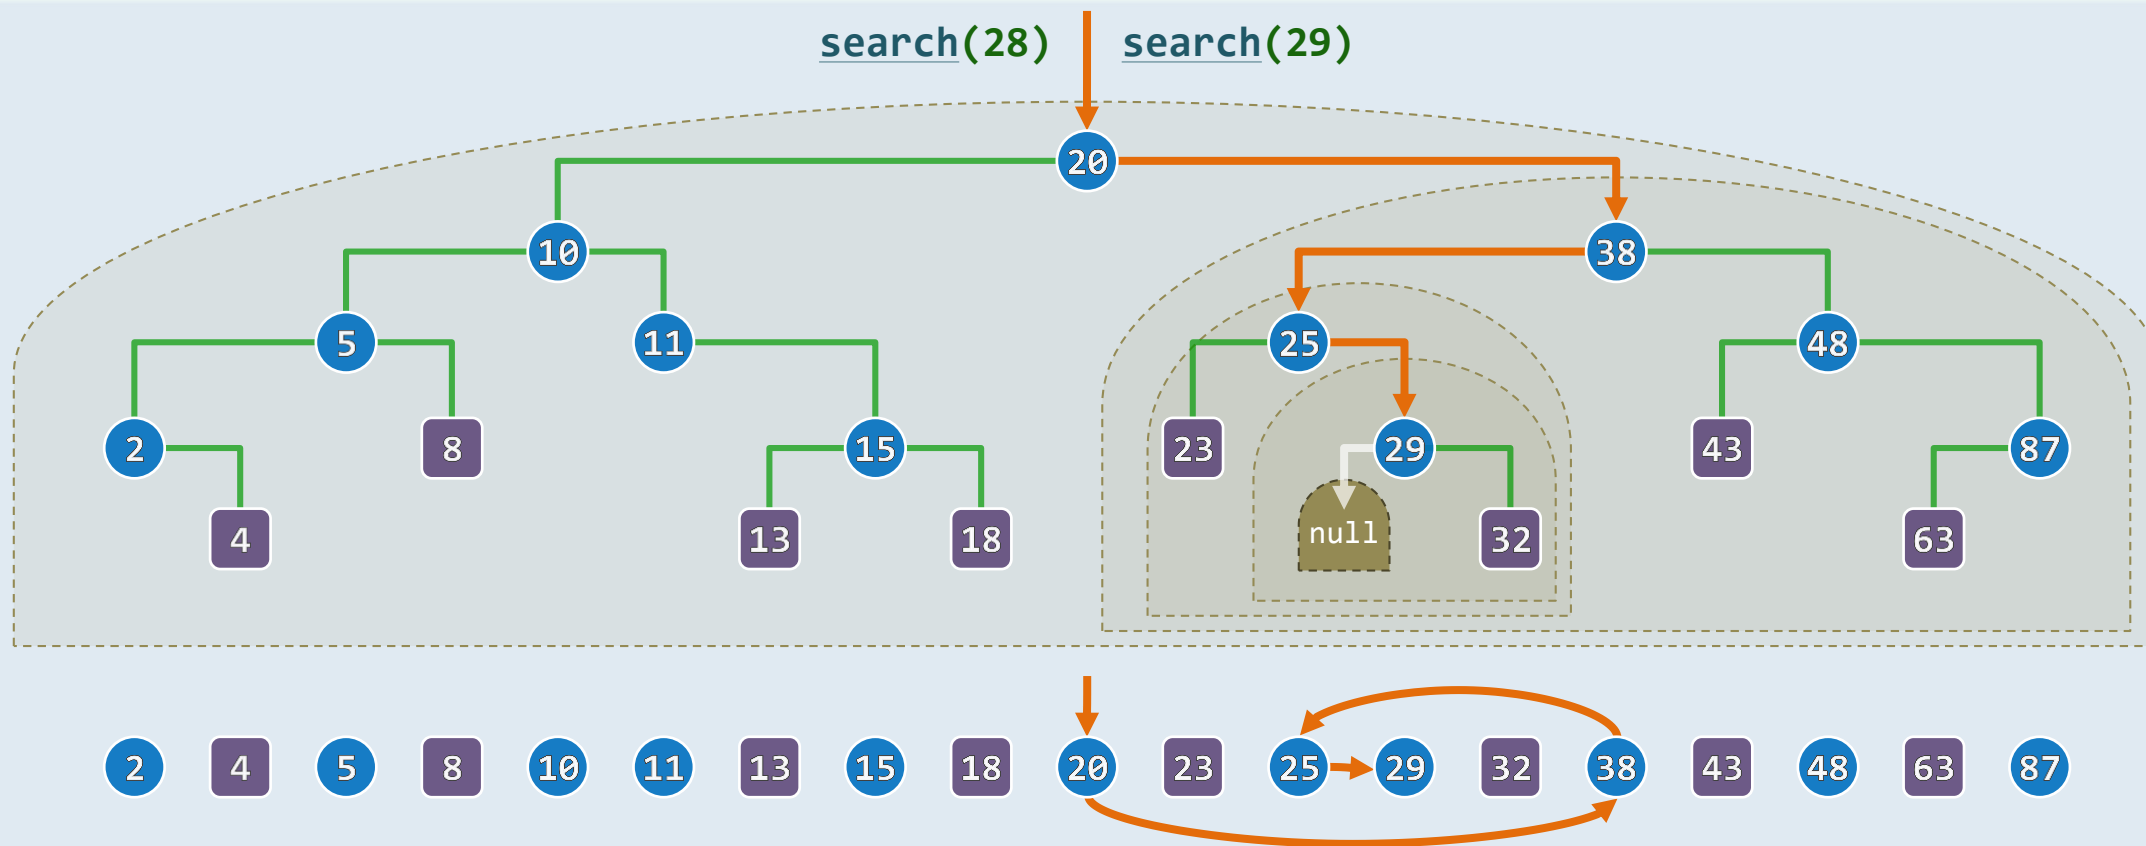 search(28) search(29)
20
10 38
5 11 25 48
2 8 15 23 29 43 87
4 13 18 null 32 63
2 4 5 8 10 11 13 15 18 20 23 25 29 32 38 43 48 63 87